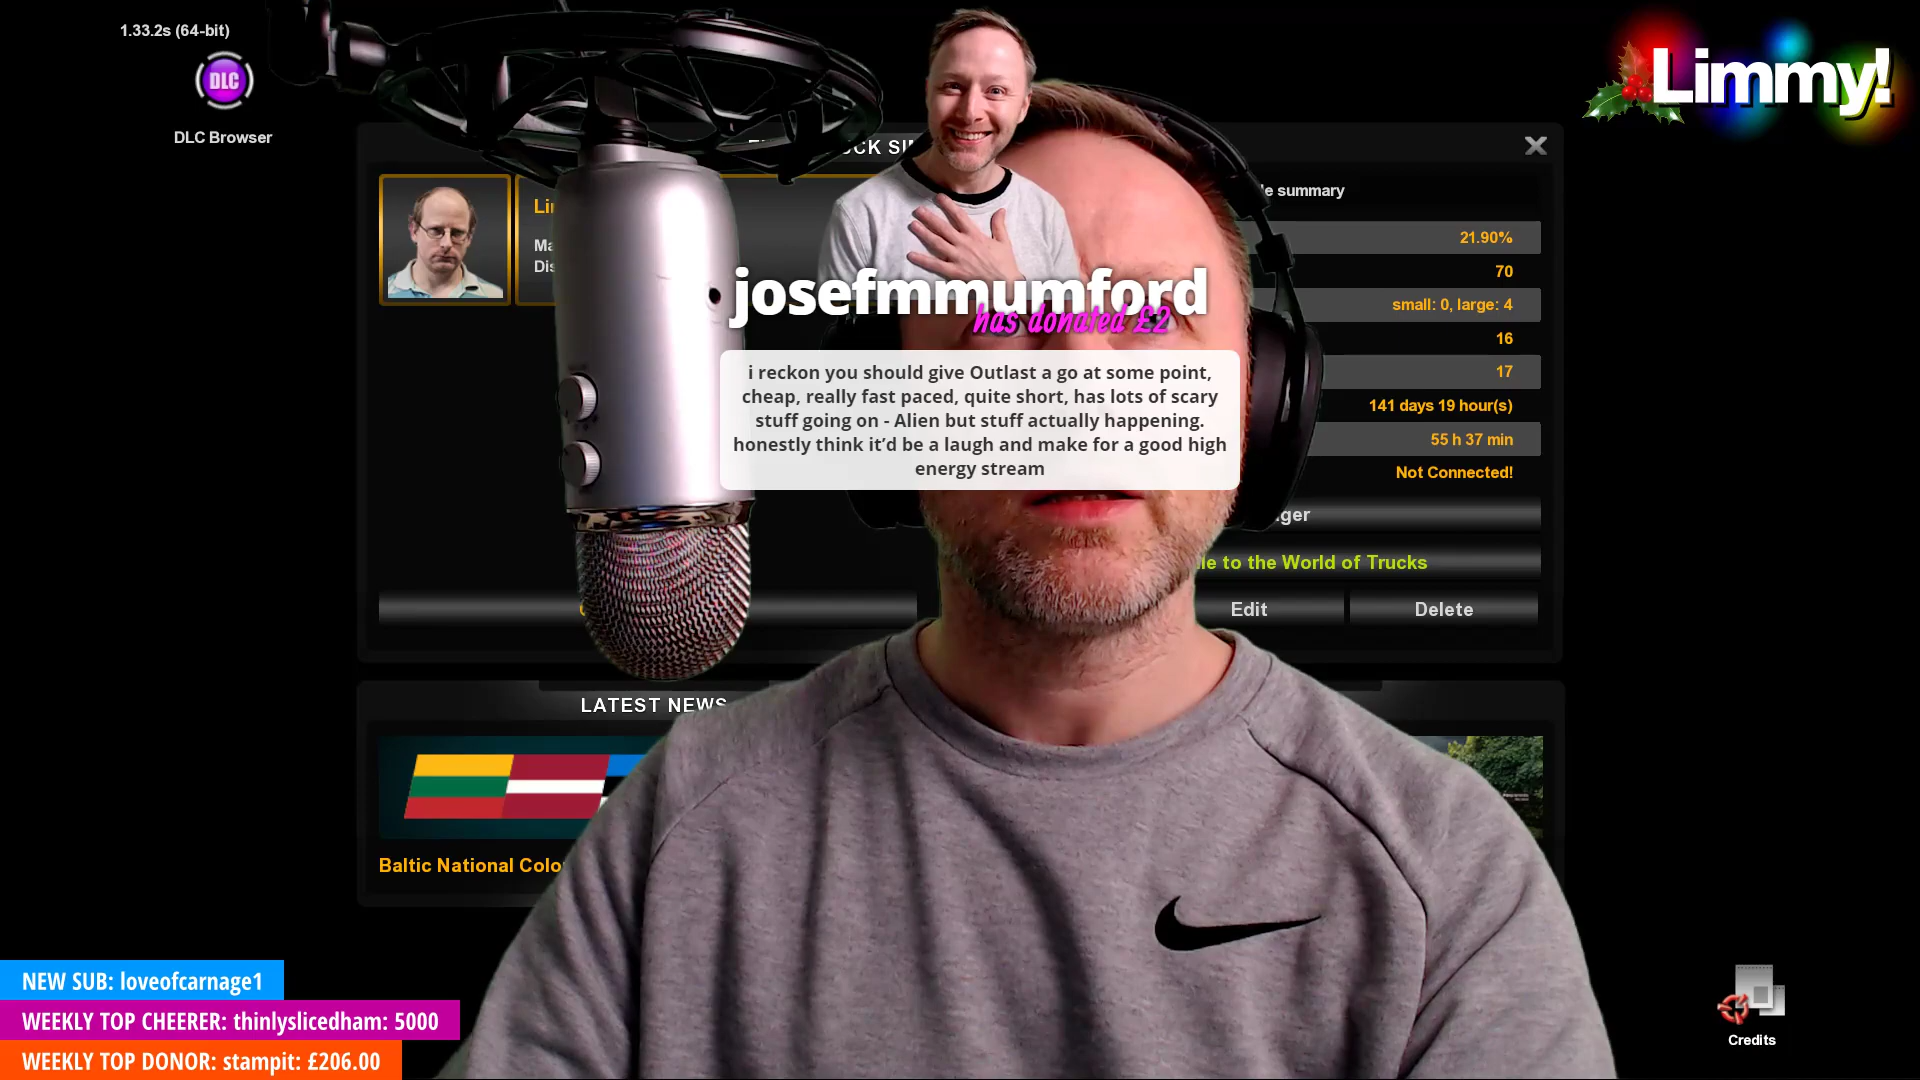 1.33.2s (64-bit)
DLC
DLC Browser
Limmy!
e summary
21.90%
70
small: 0, large: 4
16
17
141 days 19 hour(s)
55 h 37 min
Not Connected!
ger
to the World of Trucks
Edit
Delete
josefmmumford
has donated £2
i reckon you should give Outlast a go at some point,
cheap, really fast paced, quite short, has lots of scary
stuff going on - Alien but stuff actually happening.
honestly think it'd be a laugh and make for a good high
energy stream
LATEST NEWS
Baltic National Colo
NEW SUB: loveofcarnage1
WEEKLY TOP CHEERER: thinlyslicedham: 5000
WEEKLY TOP DONOR: stampit: £206.00
Credits